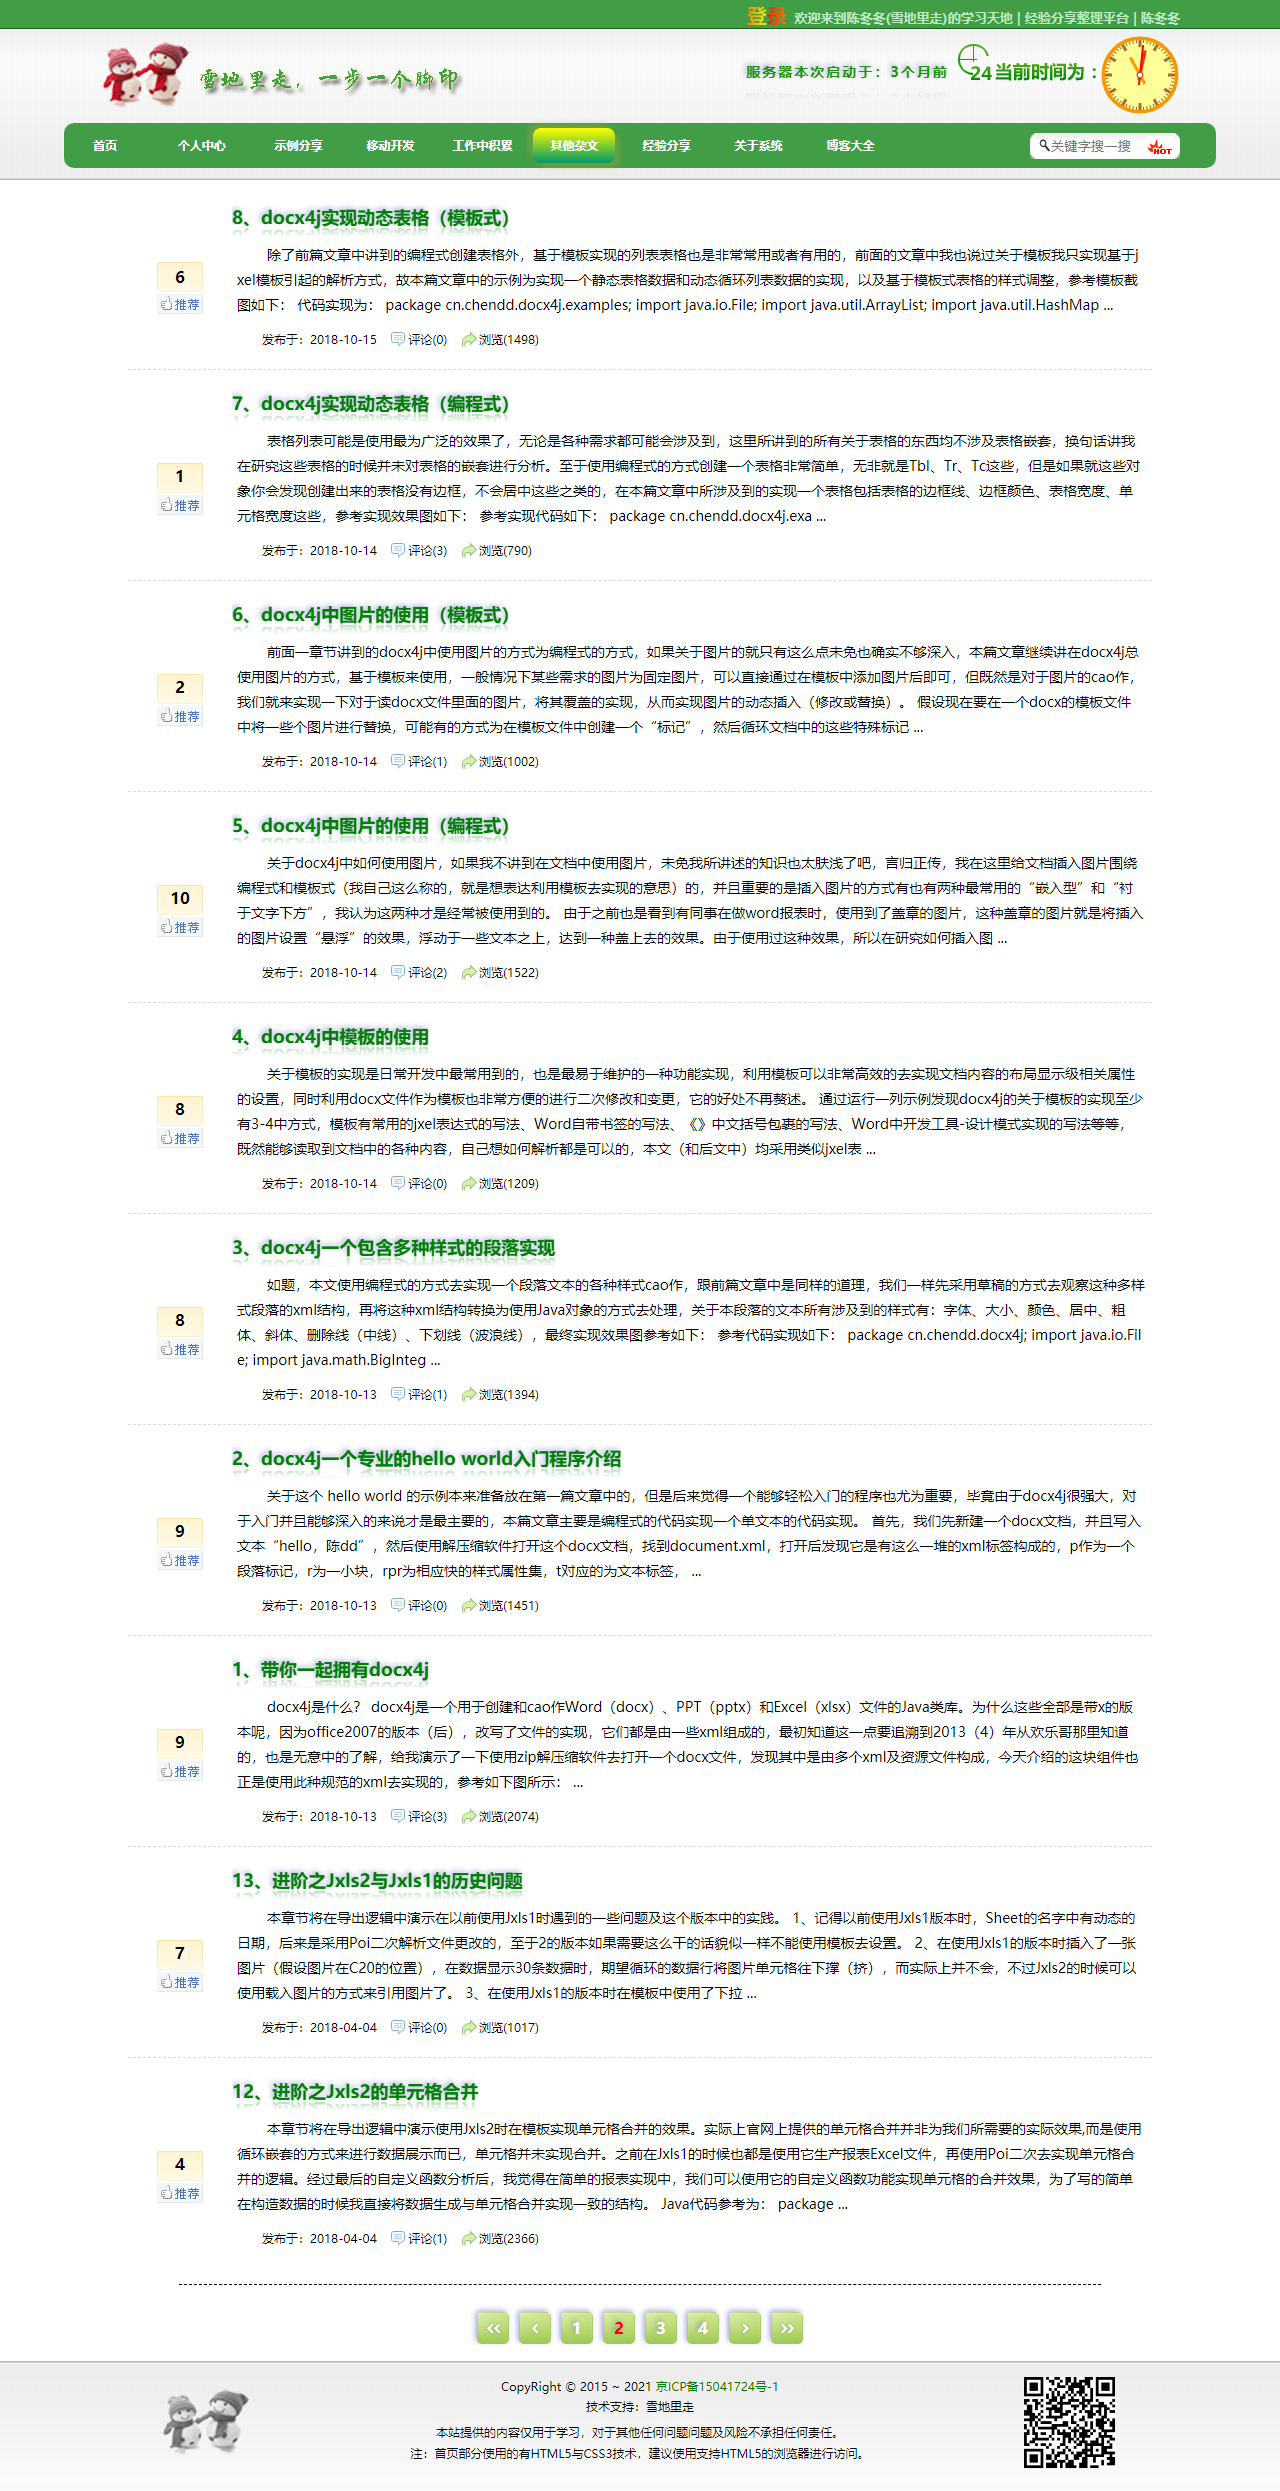 登录 欢迎来到陈冬冬(雪地里走)的学习天地 | 经验分享整理平台 | 陈冬冬
雪地里走，一步一个脚印
服务器本次启动于：3个月前 24 当前时间为：
首页 个人中心 示例分享 移动开发 工作中积累 其他杂文 经验分享 关于系统 博客大全 关键字搜一搜 HOT
8、docx4j实现动态表格（模板式）
除了前篇文章中讲到的编程式创建表格外，基于模板实现的列表表格也是非常常用或者有用的，前面的文章中我也说过关于模板我只实现基于j
xel模板引起的解析方式，故本篇文章中的示例为实现一个静态表格数据和动态循环列表数据的实现，以及基于模板式表格的样式调整，参考模板截
图如下： 代码实现为： package cn.chendd.docx4j.examples; import java.io.File; import java.util.ArrayList; import java.util.HashMap ...
6
推荐
发布于：2018-10-15 评论(0) 浏览(1498)
7、docx4j实现动态表格（编程式）
表格列表可能是使用最为广泛的效果了，无论是各种需求都可能会涉及到，这里所讲到的所有关于表格的东西均不涉及表格嵌套，换句话讲我
在研究这些表格的时候并未对表格的嵌套进行分析。至于使用编程式的方式创建一个表格非常简单，无非就是Tbl、Tr、Tc这些，但是如果就这些对
象你会发现创建出来的表格没有边框，不会居中这些之类的，在本篇文章中所涉及到的实现一个表格包括表格的边框线、边框颜色、表格宽度、单
元格宽度这些，参考实现效果图如下： 参考实现代码如下： package cn.chendd.docx4j.exa ...
1
推荐
发布于：2018-10-14 评论(3) 浏览(790)
6、docx4j中图片的使用（模板式）
前面一章节讲到的docx4j中使用图片的方式为编程式的方式，如果关于图片的就只有这么点未免也确实不够深入，本篇文章继续讲在docx4j总
使用图片的方式，基于模板来使用，一般情况下某些需求的图片为固定图片，可以直接通过在模板中添加图片后即可，但既然是对于图片的cao作，
我们就来实现一下对于读docx文件里面的图片，将其覆盖的实现，从而实现图片的动态插入（修改或替换）。 假设现在要在一个docx的模板文件
中将一些个图片进行替换，可能有的方式为在模板文件中创建一个“标记”，然后循环文档中的这些特殊标记 ...
2
推荐
发布于：2018-10-14 评论(1) 浏览(1002)
5、docx4j中图片的使用（编程式）
关于docx4j中如何使用图片，如果我不讲到在文档中使用图片，未免我所讲述的知识也太肤浅了吧，言归正传，我在这里给文档插入图片围绕
编程式和模板式（我自己这么称的，就是想表达利用模板去实现的意思）的，并且重要的是插入图片的方式有也有两种最常用的“嵌入型”和“衬
于文字下方”，我认为这两种才是经常被使用到的。 由于之前也是看到有同事在做word报表时，使用到了盖章的图片，这种盖章的图片就是将插入
的图片设置“悬浮”的效果，浮动于一些文本之上，达到一种盖上去的效果。由于使用过这种效果，所以在研究如何插入图 ...
10
推荐
发布于：2018-10-14 评论(2) 浏览(1522)
4、docx4j中模板的使用
关于模板的实现是日常开发中最常用到的，也是最易于维护的一种功能实现，利用模板可以非常高效的去实现文档内容的布局显示级相关属性
的设置，同时利用docx文件作为模板也非常方便的进行二次修改和变更，它的好处不再赘述。 通过运行一列示例发现docx4j的关于模板的实现至少
有3-4中方式，模板有常用的jxel表达式的写法、Word自带书签的写法、《》中文括号包裹的写法、Word中开发工具-设计模式实现的写法等等，
既然能够读取到文档中的各种内容，自己想如何解析都是可以的，本文（和后文中）均采用类似jxel表 ...
8
推荐
发布于：2018-10-14 评论(0) 浏览(1209)
3、docx4j一个包含多种样式的段落实现
如题，本文使用编程式的方式去实现一个段落文本的各种样式cao作，跟前篇文章中是同样的道理，我们一样先采用草稿的方式去观察这种多样
式段落的xml结构，再将这种xml结构转换为使用Java对象的方式去处理，关于本段落的文本所有涉及到的样式有：字体、大小、颜色、居中、粗
体、斜体、删除线（中线）、下划线（波浪线），最终实现效果图参考如下： 参考代码实现如下： package cn.chendd.docx4j; import java.io.Fil
e; import java.math.BigInteg ...
8
推荐
发布于：2018-10-13 评论(1) 浏览(1394)
2、docx4j一个专业的hello world入门程序介绍
关于这个 hello world 的示例本来准备放在第一篇文章中的，但是后来觉得一个能够轻松入门的程序也尤为重要，毕竟由于docx4j很强大，对
于入门并且能够深入的来说才是最主要的，本篇文章主要是编程式的代码实现一个单文本的代码实现。 首先，我们先新建一个docx文档，并且写入
文本“hello，陈dd”，然后使用解压缩软件打开这个docx文档，找到document.xml，打开后发现它是有这么一堆的xml标签构成的，p作为一个
段落标记，r为一小块，rpr为相应快的样式属性集，t对应的为文本标签， ...
9
推荐
发布于：2018-10-13 评论(0) 浏览(1451)
1、带你一起拥有docx4j
docx4j是什么？ docx4j是一个用于创建和cao作Word（docx）、PPT（pptx）和Excel（xlsx）文件的Java类库。为什么这些全部是带x的版
本呢，因为office2007的版本（后），改写了文件的实现，它们都是由一些xml组成的，最初知道这一点要追溯到2013（4）年从欢乐哥那里知道
的，也是无意中的了解，给我演示了一下使用zip解压缩软件去打开一个docx文件，发现其中是由多个xml及资源文件构成，今天介绍的这块组件也
正是使用此种规范的xml去实现的，参考如下图所示： ...
9
推荐
发布于：2018-10-13 评论(3) 浏览(2074)
13、进阶之Jxls2与Jxls1的历史问题
本章节将在导出逻辑中演示在以前使用Jxls1时遇到的一些问题及这个版本中的实践。 1、记得以前使用Jxls1版本时，Sheet的名字中有动态的
日期，后来是采用Poi二次解析文件更改的，至于2的版本如果需要这么干的话貌似一样不能使用模板去设置。 2、在使用Jxls1的版本时插入了一张
图片（假设图片在C20的位置），在数据显示30条数据时，期望循环的数据行将图片单元格往下撑（挤），而实际上并不会，不过Jxls2的时候可以
使用载入图片的方式来引用图片了。 3、在使用Jxls1的版本时在模板中使用了下拉 ...
7
推荐
发布于：2018-04-04 评论(0) 浏览(1017)
12、进阶之Jxls2的单元格合并
本章节将在导出逻辑中演示使用Jxls2时在模板实现单元格合并的效果。实际上官网上提供的单元格合并并非为我们所需要的实际效果,而是使用
循环嵌套的方式来进行数据展示而已，单元格并未实现合并。之前在Jxls1的时候也都是使用它生产报表Excel文件，再使用Poi二次去实现单元格合
并的逻辑。经过最后的自定义函数分析后，我觉得在简单的报表实现中，我们可以使用它的自定义函数功能实现单元格的合并效果，为了写的简单
在构造数据的时候我直接将数据生成与单元格合并实现一致的结构。 Java代码参考为： package ...
4
推荐
发布于：2018-04-04 评论(1) 浏览(2366)
<< < 1 2 3 4 > >>
CopyRight © 2015 ~ 2021 京ICP备15041724号-1
技术支持：雪地里走
本站提供的内容仅用于学习，对于其他任何问题问题及风险不承担任何责任。
注：首页部分使用的有HTML5与CSS3技术，建议使用支持HTML5的浏览器进行访问。